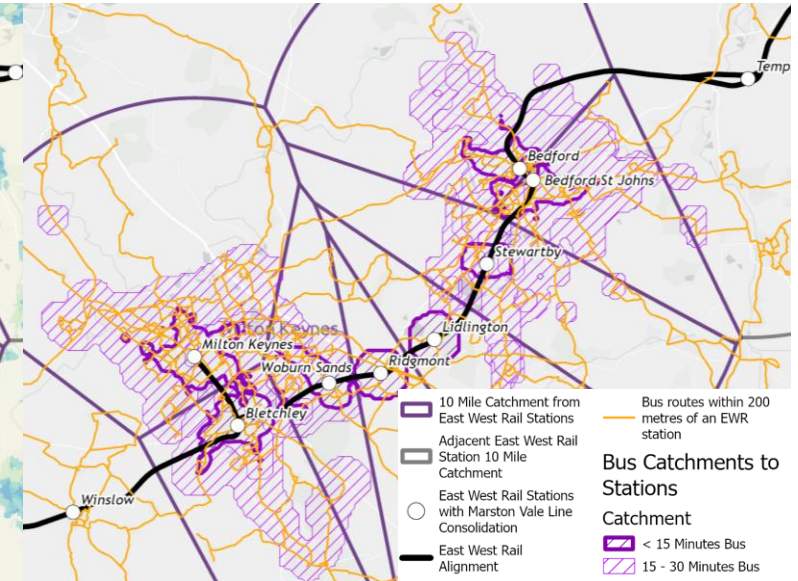 Temps
Bedford
Bedford St Johns
Stewartby
Milton Keynes
Lidlington
Milton Keynes
Ridgmont
Woburn Sands
Bletchley
Winslow
10 Mile Catchment from
East West Rail Stations
Adjacent East West Rail
Station 10 Mile
Catchment
East West Rail Stations
with Marston Vale Line
Consolidation
East West Rail
Alignment
Bus routes within 200
metres of an EWR
station
Bus Catchments to
Stations
Catchment
< 15 Minutes Bus
15 - 30 Minutes Bus